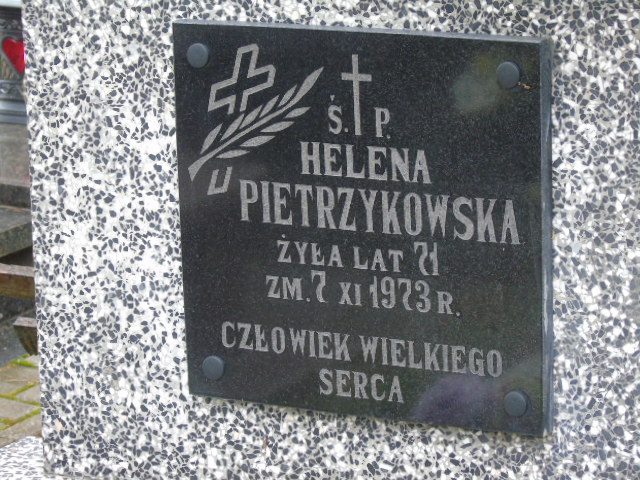 Ś. P.
HELENA
PIETRZYKOWSKA
ŻYŁA LAT 71
ZM. 7 XI 1973 R.
CZŁOWIEK WIELKIEGO
SERCA